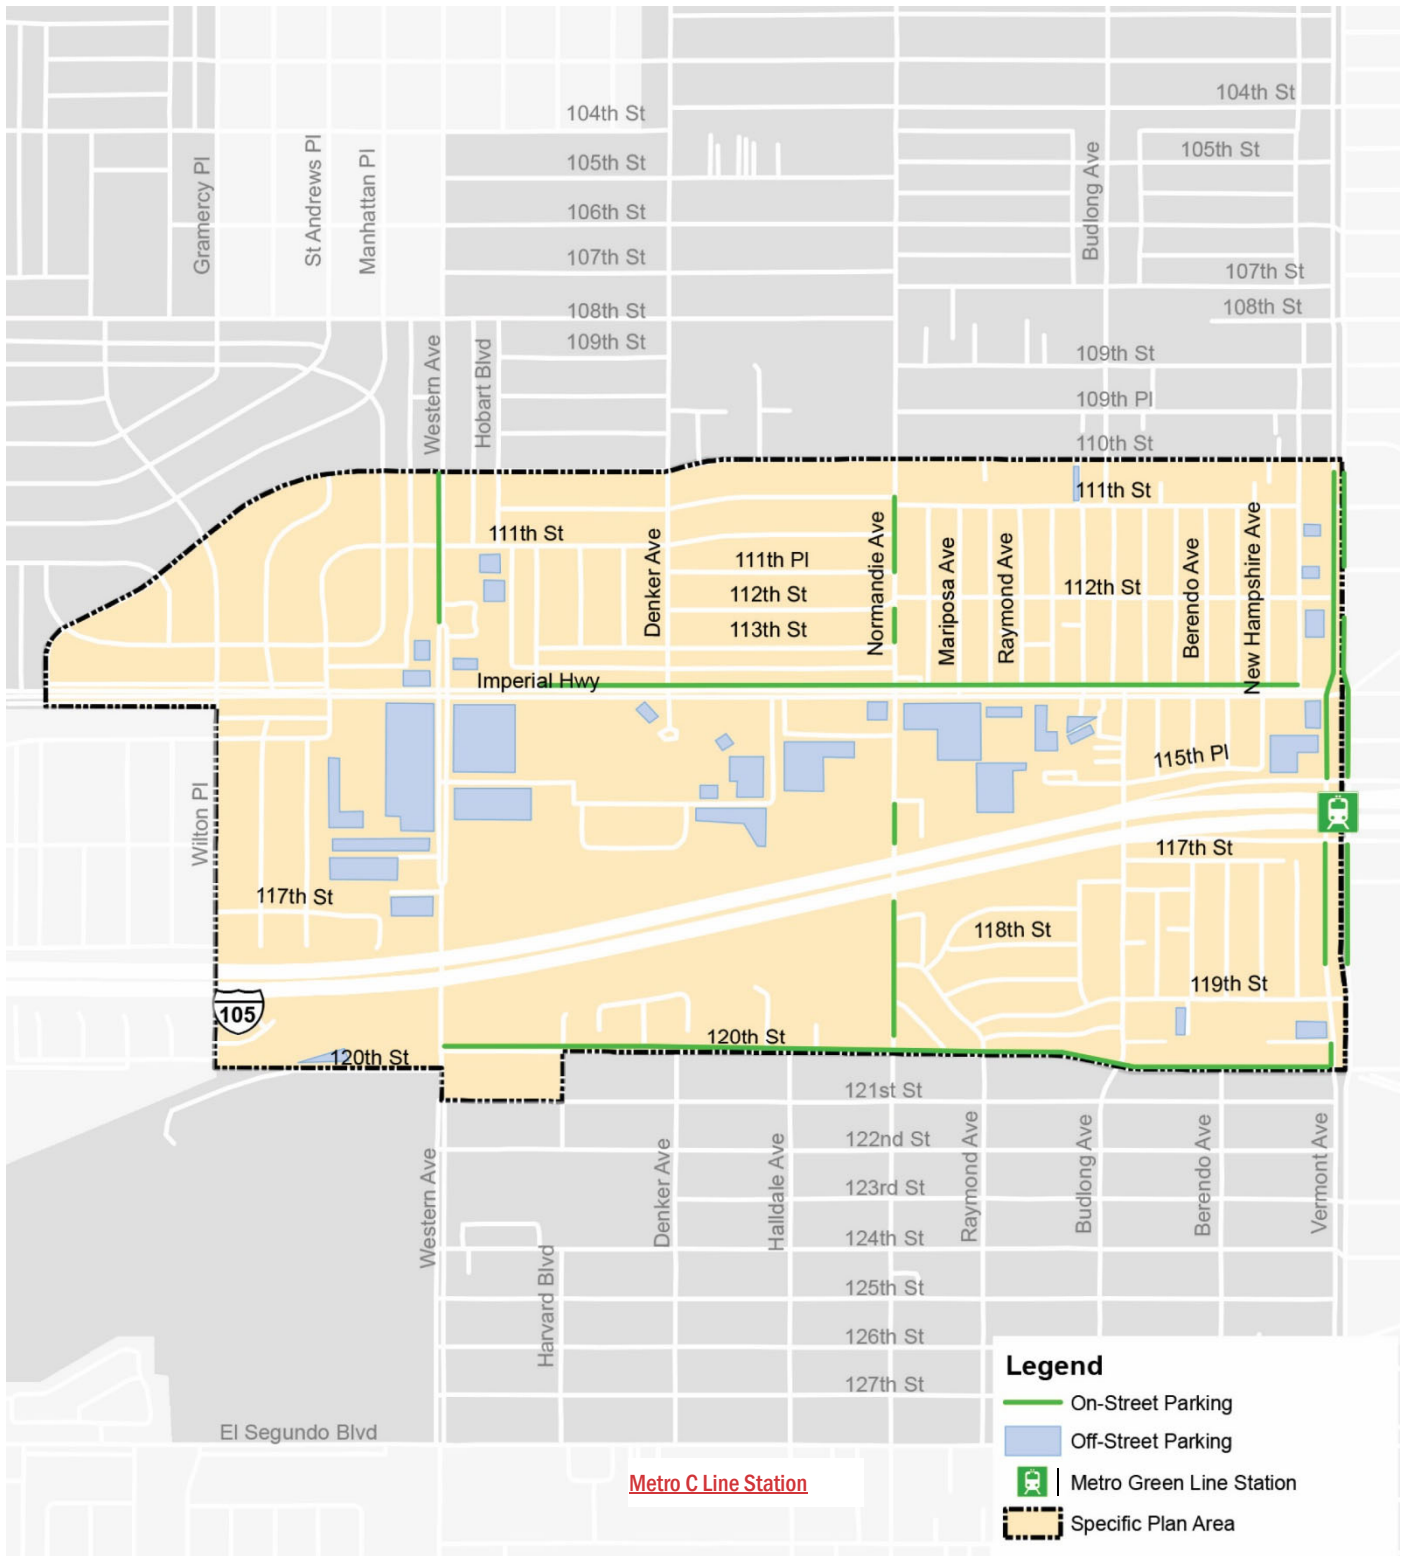 104th St
104th St
105th St
105th St
Budlong Ave
Gramercy Pl
St Andrews Pl
Manhattan Pl
106th St
107th St
107th St
108th St
108th St
109th St
109th St
Western Ave
Hobart Blvd
109th Pl
110th St
111th St
111th St
Denker Ave
111th Pl
112th St
113th St
Normandie Ave
Mariposa Ave
Raymond Ave
112th St
Berendo Ave
New Hampshire Ave
Imperial Hwy
115th Pl
Wilton Pl
117th St
117th St
118th St
119th St
105
120th St
120th St
121st St
122nd St
123rd St
124th St
125th St
126th St
127th St
Western Ave
Harvard Blvd
Denker Ave
Halldale Ave
Raymond Ave
Budlong Ave
Berendo Ave
Vermont Ave
El Segundo Blvd
Metro C Line Station
Legend
On-Street Parking
Off-Street Parking
Metro Green Line Station
Specific Plan Area